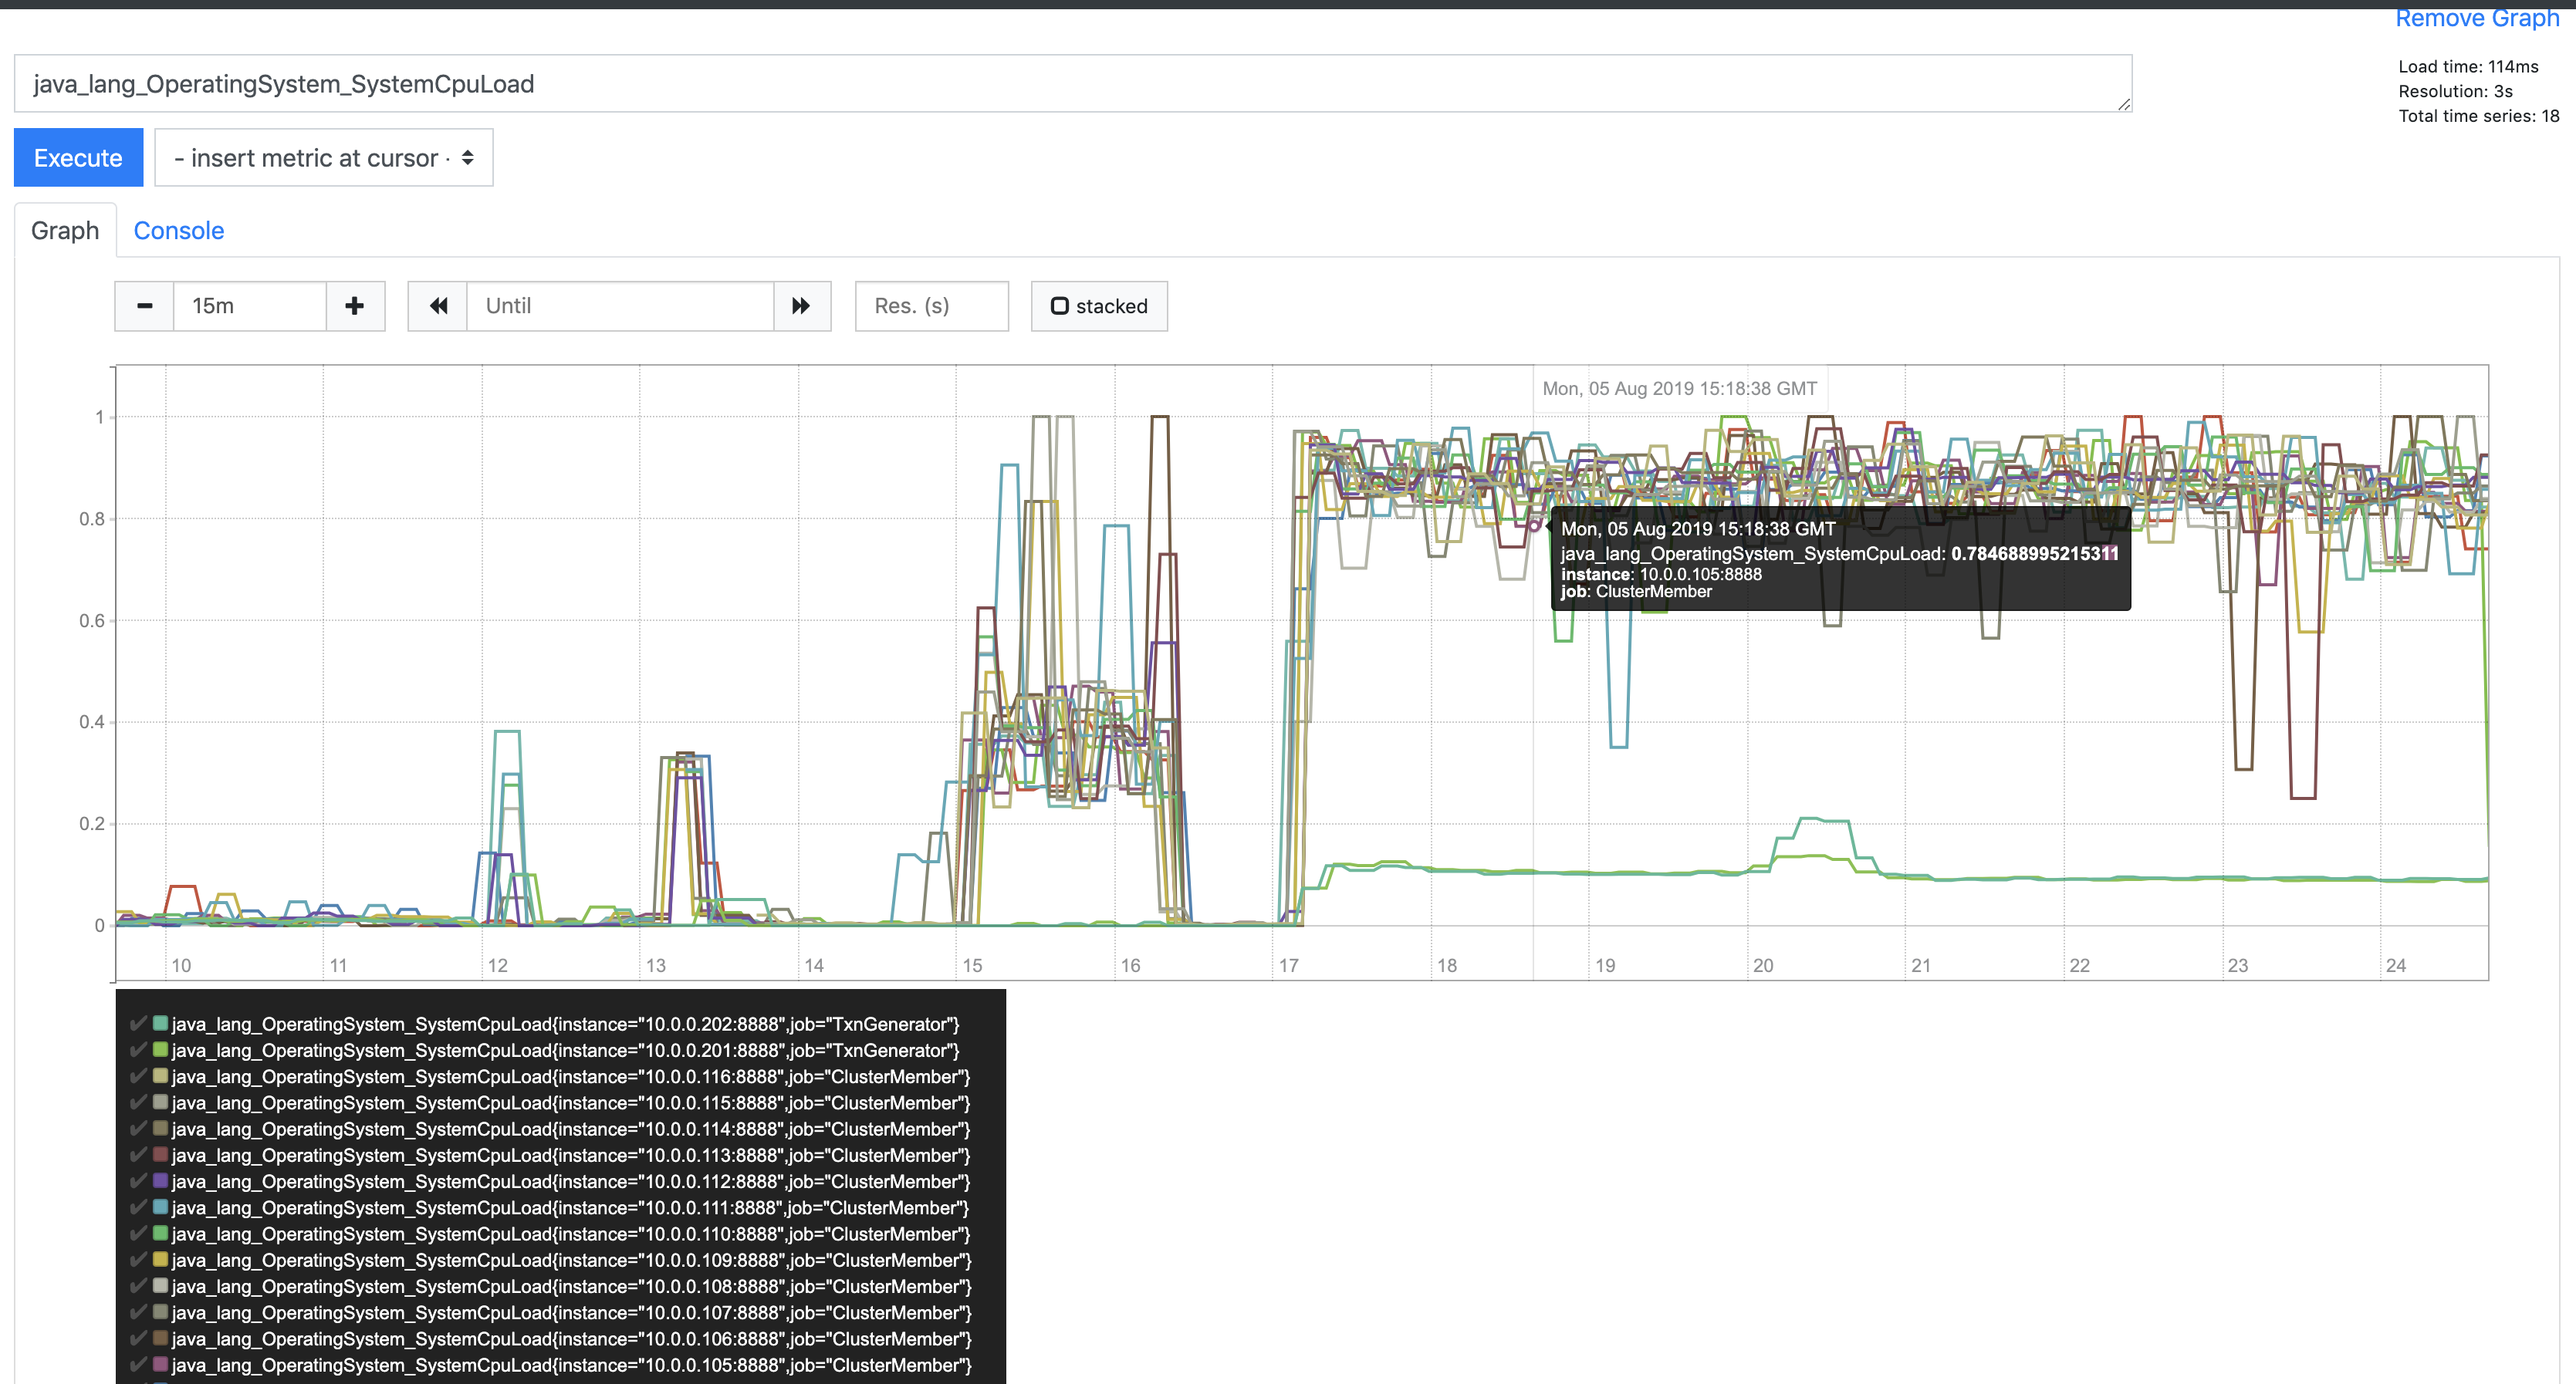 Remove Graph
java_lang_OperatingSystem_SystemCpuLoad
Load time: 114ms
Resolution: 3s
Total time series: 18
Execute
- insert metric at cursor -
Graph
Console
15m
Until
Res. (s)
stacked
Mon, 05 Aug 2019 15:18:38 GMT
1
0.8
0.6
0.4
0.2
0
Mon, 05 Aug 2019 15:18:38 GMT
java_lang_OperatingSystem_SystemCpuLoad: 0.784688995215311
instance: 10.0.0.105:8888
job: ClusterMember
10 11 12 13 14 15 16 17 18 19 20 21 22 23 24
java_lang_OperatingSystem_SystemCpuLoad{instance="10.0.0.202:8888",job="TxnGenerator"}
java_lang_OperatingSystem_SystemCpuLoad{instance="10.0.0.201:8888",job="TxnGenerator"}
java_lang_OperatingSystem_SystemCpuLoad{instance="10.0.0.116:8888",job="ClusterMember"}
java_lang_OperatingSystem_SystemCpuLoad{instance="10.0.0.115:8888",job="ClusterMember"}
java_lang_OperatingSystem_SystemCpuLoad{instance="10.0.0.114:8888",job="ClusterMember"}
java_lang_OperatingSystem_SystemCpuLoad{instance="10.0.0.113:8888",job="ClusterMember"}
java_lang_OperatingSystem_SystemCpuLoad{instance="10.0.0.112:8888",job="ClusterMember"}
java_lang_OperatingSystem_SystemCpuLoad{instance="10.0.0.111:8888",job="ClusterMember"}
java_lang_OperatingSystem_SystemCpuLoad{instance="10.0.0.110:8888",job="ClusterMember"}
java_lang_OperatingSystem_SystemCpuLoad{instance="10.0.0.109:8888",job="ClusterMember"}
java_lang_OperatingSystem_SystemCpuLoad{instance="10.0.0.108:8888",job="ClusterMember"}
java_lang_OperatingSystem_SystemCpuLoad{instance="10.0.0.107:8888",job="ClusterMember"}
java_lang_OperatingSystem_SystemCpuLoad{instance="10.0.0.106:8888",job="ClusterMember"}
java_lang_OperatingSystem_SystemCpuLoad{instance="10.0.0.105:8888",job="ClusterMember"}